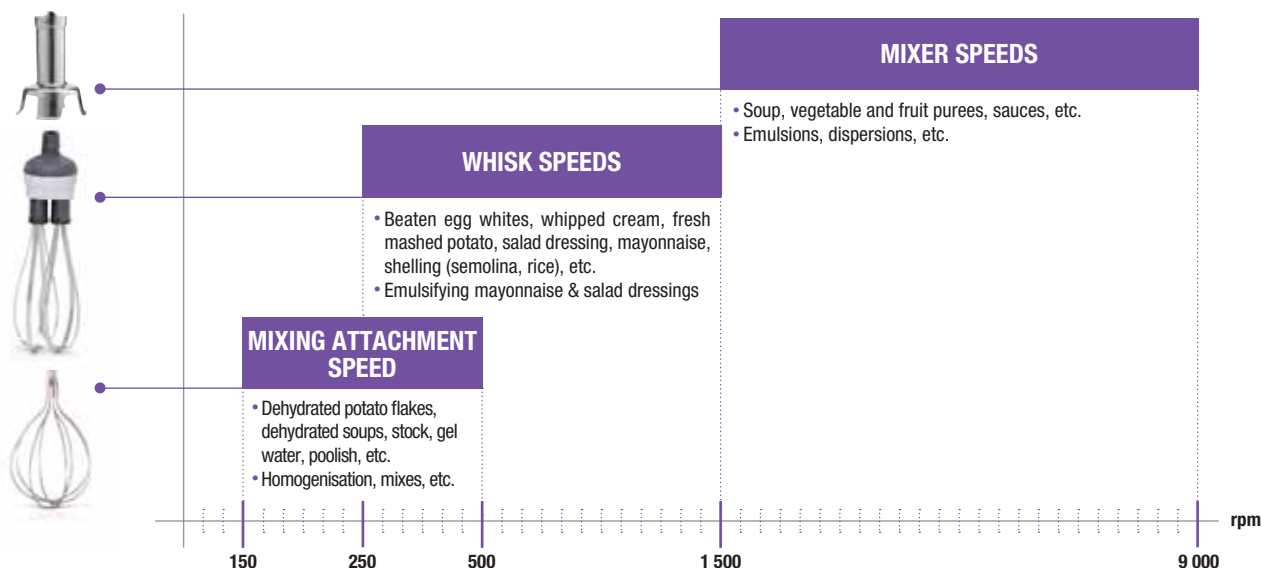 MIXER SPEEDS
• Soup, vegetable and fruit purees, sauces, etc.
• Emulsions, dispersions, etc.
WHISK SPEEDS
• Beaten egg whites, whipped cream, fresh
mashed potato, salad dressing, mayonnaise,
shelling (semolina, rice), etc.
• Emulsifying mayonnaise & salad dressings
MIXING ATTACHMENT
SPEED
• Dehydrated potato flakes,
dehydrated soups, stock, gel
water, poolish, etc.
• Homogenisation, mixes, etc.
rpm
150 250 500 1 500 9 000